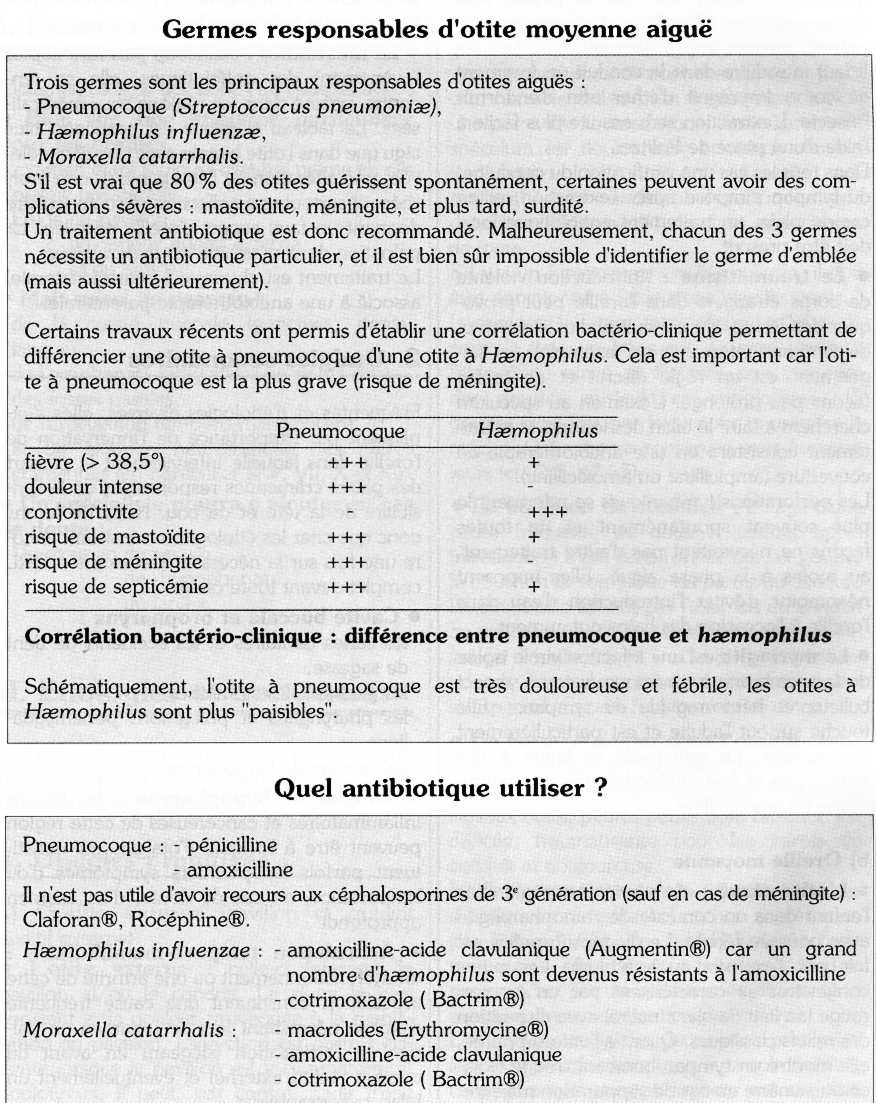 Germes responsables d'otite moyenne aiguë
Trois germes sont les principaux responsables d'otites aiguës :
- Pneumocoque (Streptococcus pneumoniæ),
- Hæmophilus influenzæ,
- Moraxella catarrhalis.
S'il est vrai que 80 % des otites guérissent spontanément, certaines peuvent avoir des com-
plications sévères : mastoïdite, méningite, et plus tard, surdité.
Un traitement antibiotique est donc recommandé. Malheureusement, chacun des 3 germes
nécessite un antibiotique particulier, et il est bien sûr impossible d'identifier le germe d'emblée
(mais aussi ultérieurement).
Certains travaux récents ont permis d'établir une corrélation bactério-clinique permettant de
différencier une otite à pneumocoque d'une otite à Hæmophilus. Cela est important car l'oti-
te à pneumocoque est la plus grave (risque de méningite).
Pneumocoque Hæmophilus
fièvre (> 38,5°) +++ +
douleur intense +++
conjonctivite - +++
risque de mastoïdite +++ +
risque de méningite +++ -
risque de septicémie +++ +
Corrélation bactério-clinique : différence entre pneumocoque et hæmophilus
Schématiquement, l'otite à pneumocoque est très douloureuse et fébrile, les otites à
Hæmophilus sont plus "paisibles".
Quel antibiotique utiliser ?
Pneumocoque : - pénicilline
- amoxicilline
Il n'est pas utile d'avoir recours aux céphalosporines de 3e génération (sauf en cas de méningite) :
Claforan®, Rocéphine®.
Hæmophilus influenzae : - amoxicilline-acide clavulanique (Augmentin®) car un grand
nombre d'hæmophilus sont devenus résistants à l'amoxicilline
- cotrimoxazole ( Bactrim®)
Moraxella catarrhalis : - macrolides (Erythromycine®)
- amoxicilline-acide clavulanique
- cotrimoxazole ( Bactrim®)